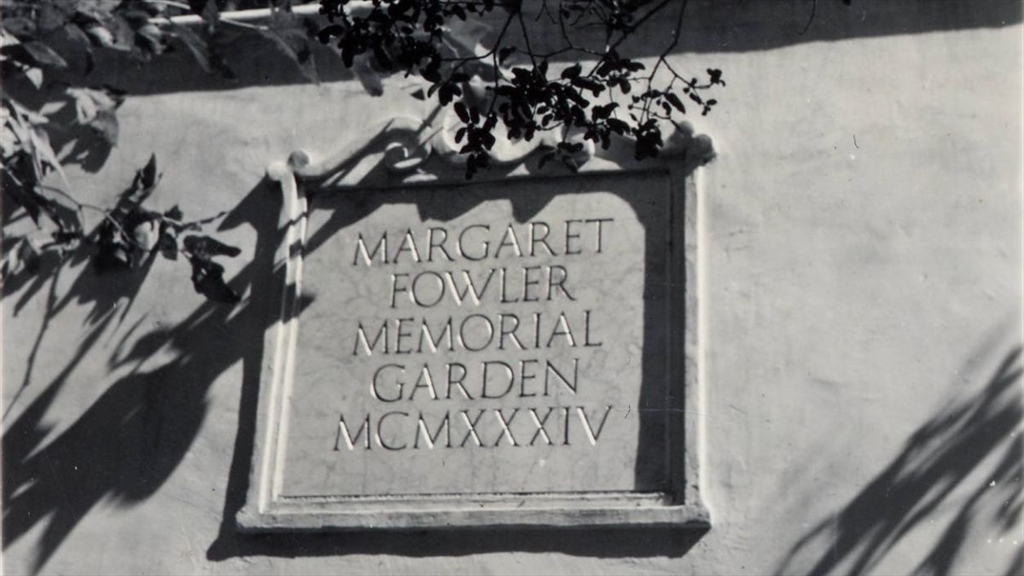 MARGARET
FOWLER
MEMORIAL
GARDEN
MCMXXXIV